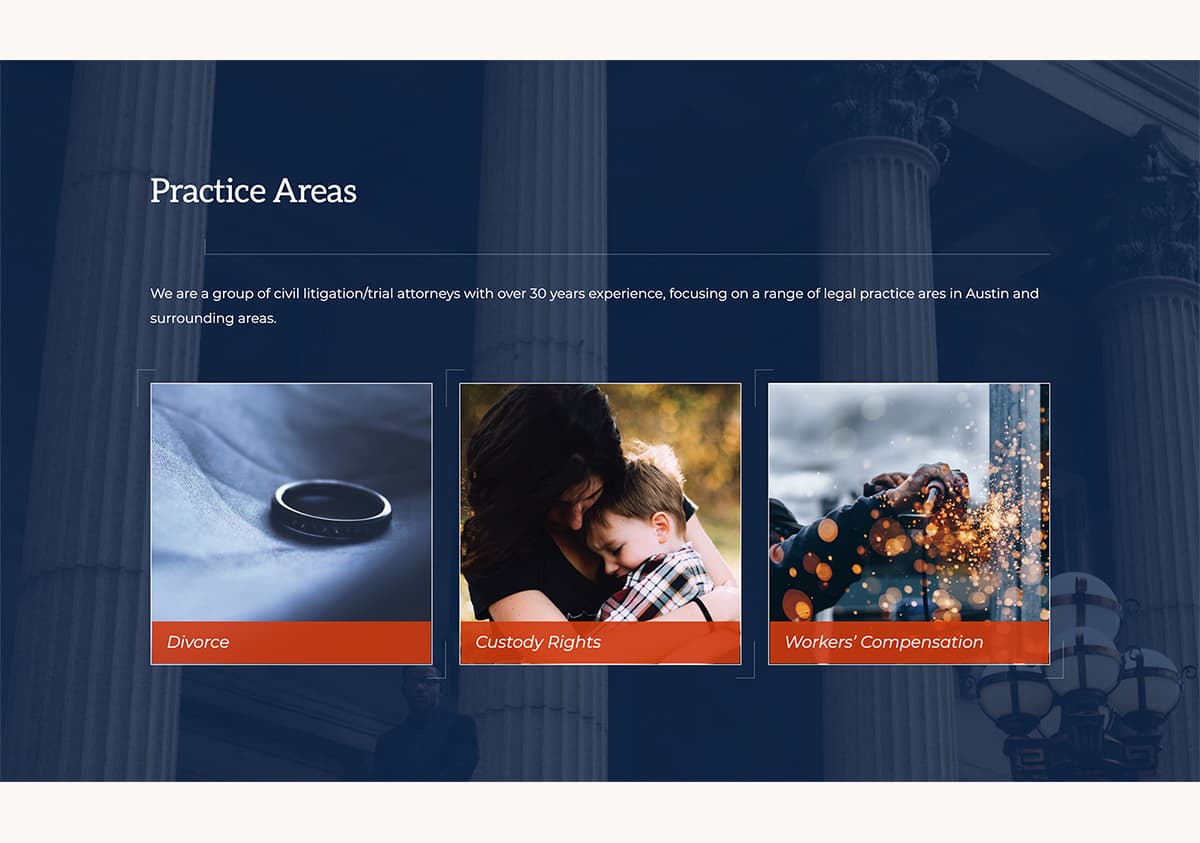 Practice Areas
We are a group of civil litigation/trial attorneys with over 30 years experience, focusing on a range of legal practice ares in Austin and
surrounding areas.
Divorce
Custody Rights
Workers’ Compensation